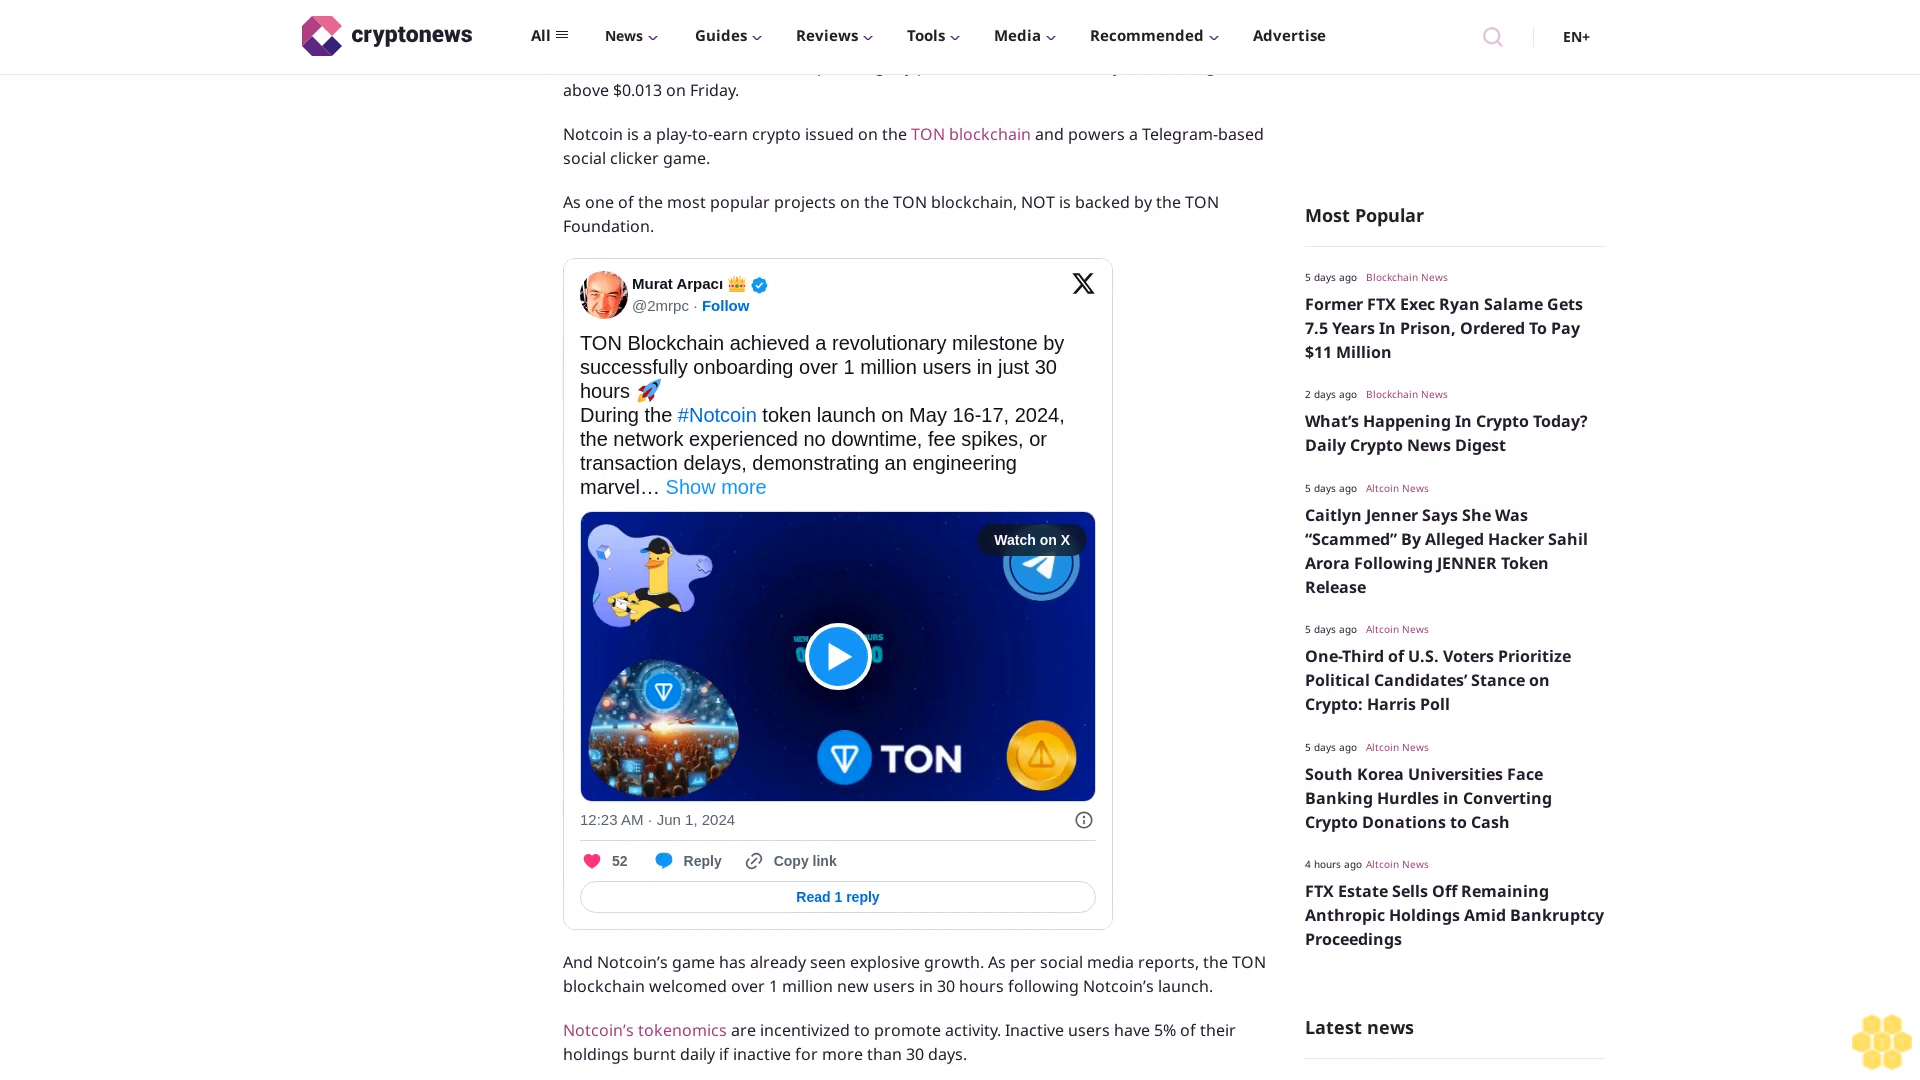 cryptonews
All
News
Guides
Reviews
Tools
Media
Recommended
Advertise
EN+
above $0.013 on Friday.
Notcoin is a play-to-earn crypto issued on the TON blockchain and powers a Telegram-based
social clicker game.
As one of the most popular projects on the TON blockchain, NOT is backed by the TON
Foundation.
Murat Arpacı
@2mrpc · Follow
TON Blockchain achieved a revolutionary milestone by
successfully onboarding over 1 million users in just 30
hours 🚀
During the #Notcoin token launch on May 16-17, 2024,
the network experienced no downtime, fee spikes, or
transaction delays, demonstrating an engineering
marvel… Show more
Watch on X
TON
12:23 AM · Jun 1, 2024
52
Reply
Copy link
Read 1 reply
And Notcoin’s game has already seen explosive growth. As per social media reports, the TON
blockchain welcomed over 1 million new users in 30 hours following Notcoin’s launch.
Notcoin’s tokenomics are incentivized to promote activity. Inactive users have 5% of their
holdings burnt daily if inactive for more than 30 days.
Most Popular
5 days ago Blockchain News
Former FTX Exec Ryan Salame Gets
7.5 Years In Prison, Ordered To Pay
$11 Million
2 days ago Blockchain News
What’s Happening In Crypto Today?
Daily Crypto News Digest
5 days ago Altcoin News
Caitlyn Jenner Says She Was
“Scammed” By Alleged Hacker Sahil
Arora Following JENNER Token
Release
5 days ago Altcoin News
One-Third of U.S. Voters Prioritize
Political Candidates’ Stance on
Crypto: Harris Poll
5 days ago Altcoin News
South Korea Universities Face
Banking Hurdles in Converting
Crypto Donations to Cash
4 hours ago Altcoin News
FTX Estate Sells Off Remaining
Anthropic Holdings Amid Bankruptcy
Proceedings
Latest news